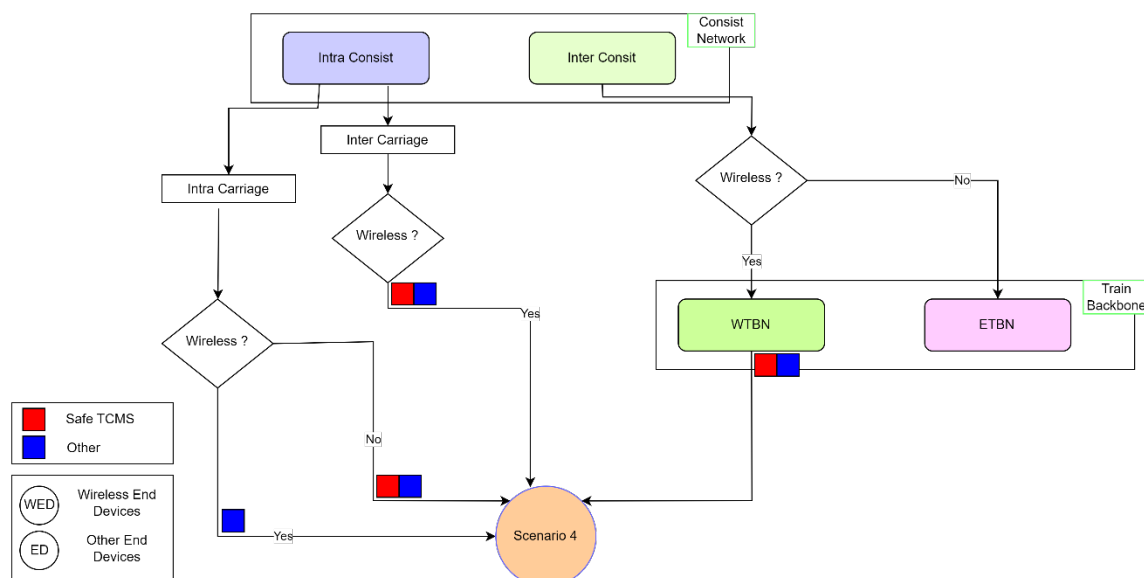 Consist
Network
Intra Consist
Inter Consit
Inter Carriage
Intra Carriage
Wireless ?
No
Wireless ?
Yes
Train
Backbone
WTBN
ETBN
Yes
Wireless ?
Safe TCMS
Other
No
WED
Wireless End
Devices
ED
Other End
Devices
Yes
Scenario 4